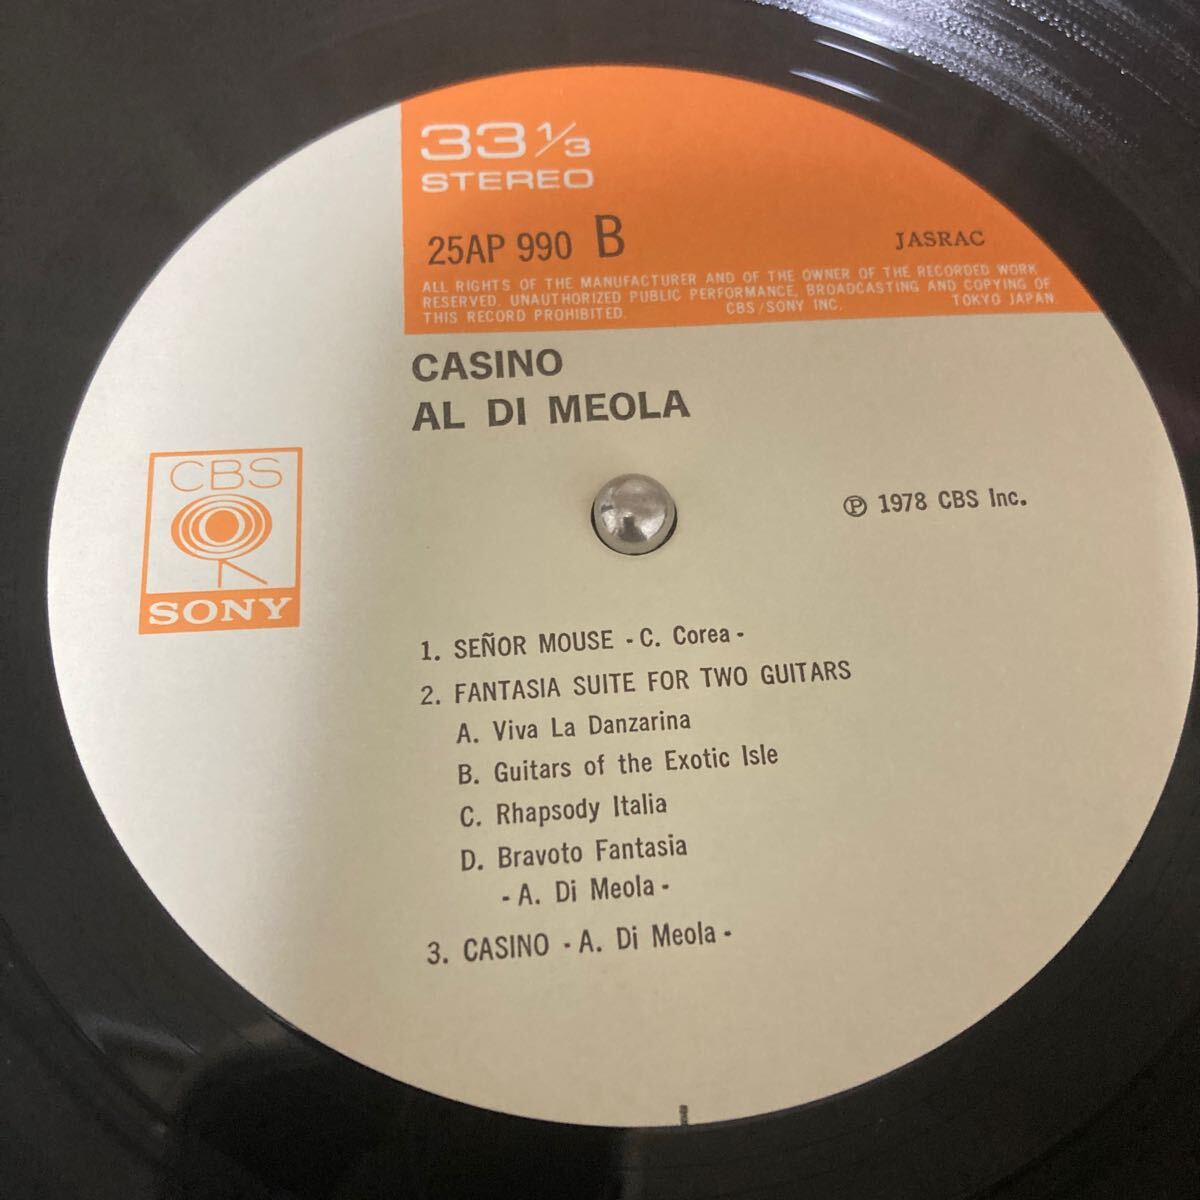 33 1/3
STEREO
25AP 990 B
JASRAC
ALL RIGHTS OF THE MANUFACTURER AND OF THE OWNER OF THE RECORDED WORK
RESERVED. UNAUTHORIZED PUBLIC PERFORMANCE, BROADCASTING AND COPYING OF
THIS RECORD PROHIBITED. CBS/SONY INC. TOKYO JAPAN
CASINO
AL DI MEOLA
CBS
SONY
Ⓟ 1978 CBS Inc.
1. SEÑOR MOUSE - C. Corea -
2. FANTASIA SUITE FOR TWO GUITARS
A. Viva La Danzarina
B. Guitars of the Exotic Isle
C. Rhapsody Italia
D. Bravoto Fantasia
- A. Di Meola -
3. CASINO - A. Di Meola -